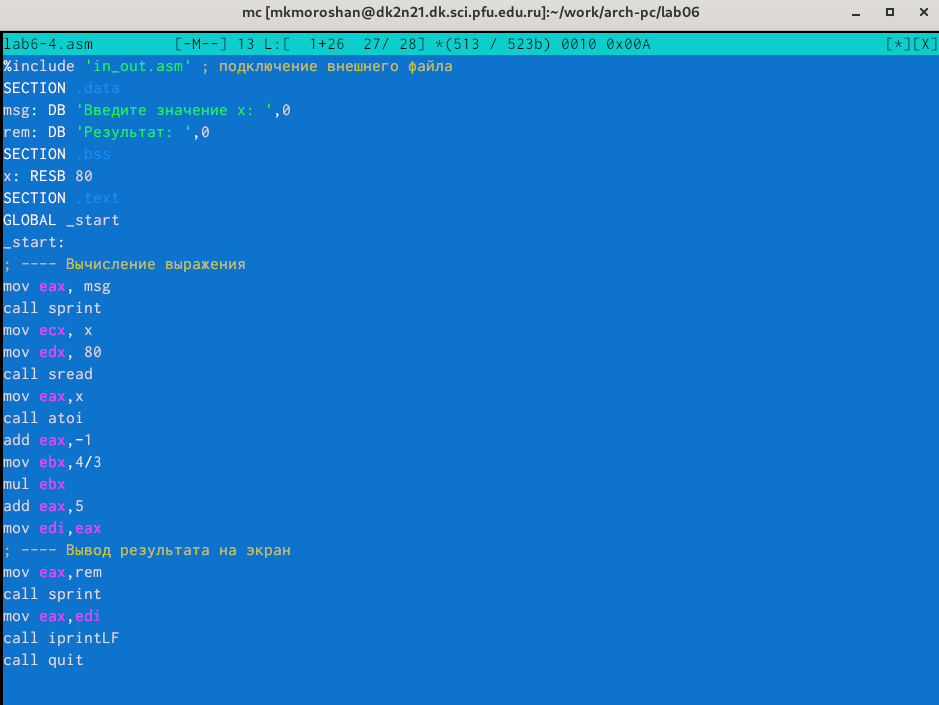 mc [mkmoroshan@dk2n21.dk.sci.pfu.edu.ru]:~/work/arch-pc/lab06
lab6-4.asm [-M--] 13 L:[ 1+26 27/ 28] *(513 / 523b) 0010 0x00A [*][X]
%include 'in_out.asm' ; подключение внешнего файла
SECTION .data
msg: DB 'Введите значение x: ',0
rem: DB 'Результат: ',0
SECTION .bss
x: RESB 80
SECTION .text
GLOBAL _start
_start:
; ---- Вычисление выражения
mov eax, msg
call sprint
mov ecx, x
mov edx, 80
call sread
mov eax,x
call atoi
add eax,-1
mov ebx,4/3
mul ebx
add eax,5
mov edi,eax
; ---- Вывод результата на экран
mov eax,rem
call sprint
mov eax,edi
call iprintLF
call quit